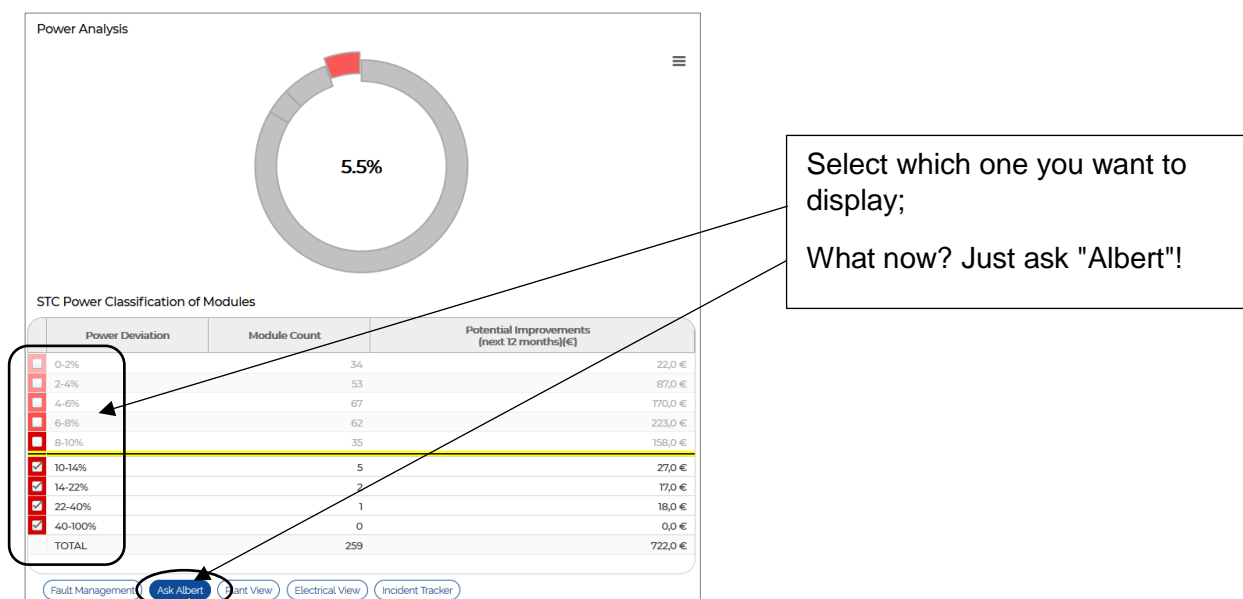 Power Analysis
5.5%
Select which one you want to
display;
What now? Just ask "Albert"!
STC Power Classification of Modules
Power Deviation Module Count Potential Improvements
(next 12 months)(€)
0-2% 34 22,0 €
2-4% 53 87,0 €
4-6% 67 170,0 €
6-8% 62 223,0 €
8-10% 35 158,0 €
10-14% 5 27,0 €
14-22% 2 17,0 €
22-40% 1 18,0 €
40-100% 0 0,0 €
TOTAL 259 722,0 €
Fault Management Ask Albert Plant View Electrical View Incident Tracker